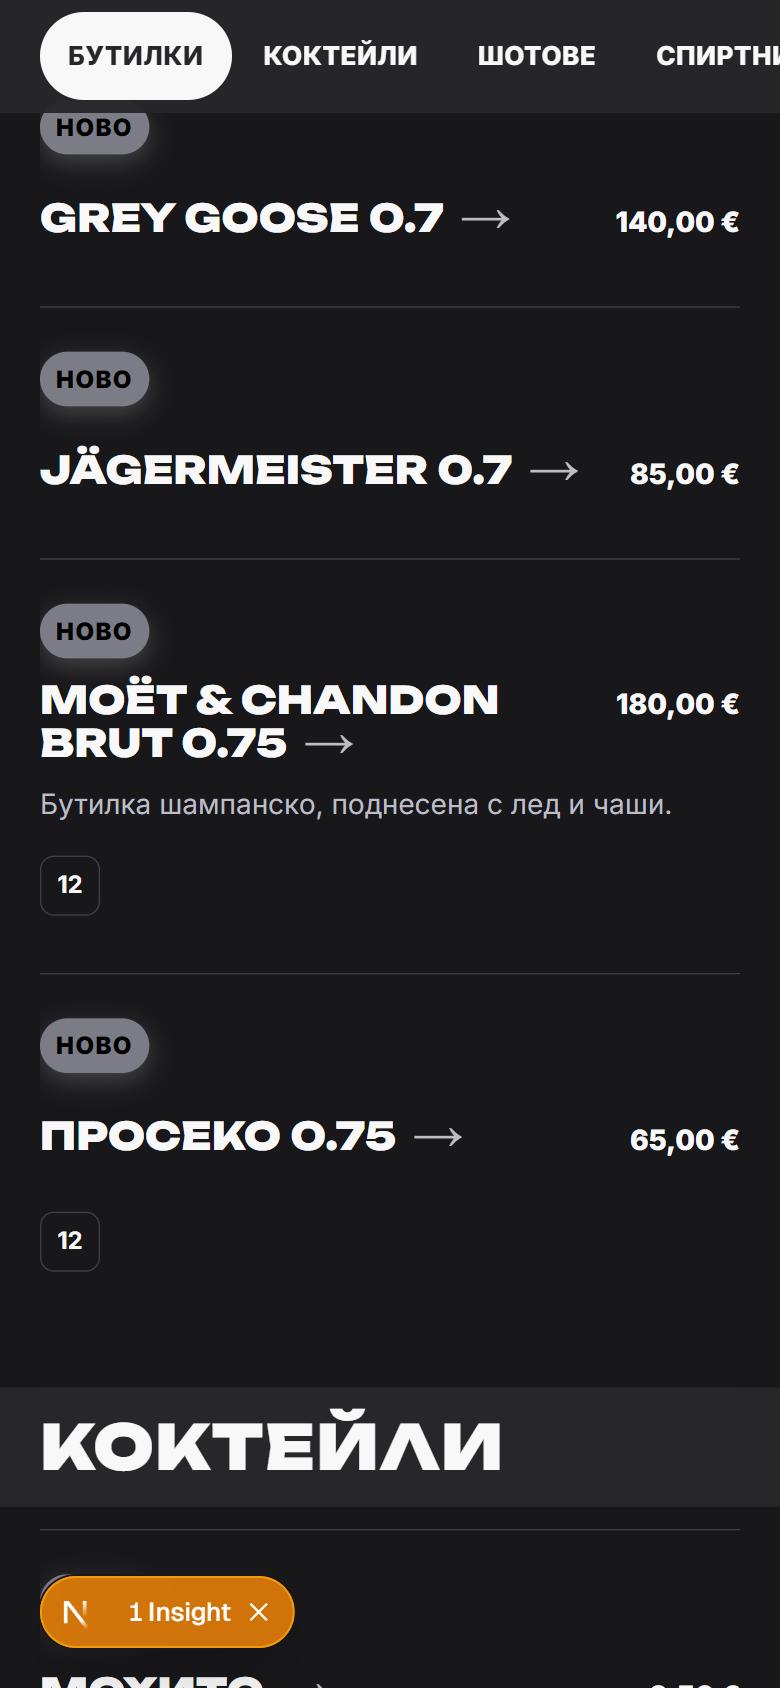 БУТИЛКИ КОКТЕЙЛИ ШОТОВЕ
НОВО
GREY GOOSE 0.7 → 140,00 €
НОВО
JÄGERMEISTER 0.7 → 85,00 €
НОВО
MOËT & CHANDON 180,00 €
BRUT 0.75 →
Бутилка шампанско, поднесена с лед и чаши.
12
НОВО
ПРОСЕКО 0.75 → 65,00 €
12
КОКТЕЙЛИ
N 1 Insight ×
МОХИТО